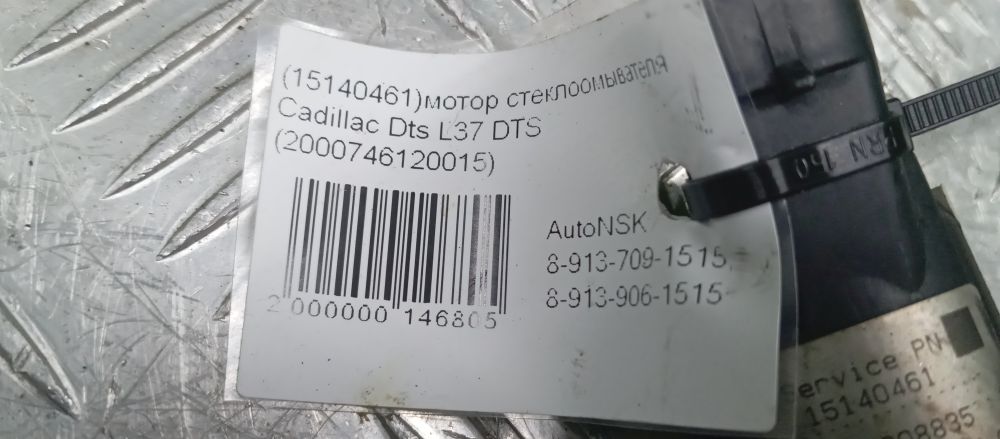 (15140461)мотор стеклоомывателя
Cadillac Dts L37 DTS
(2000746120015)
AutoNSK
8-913-709-1515,
8-913-906-1515
2 000000 146805
Service PN
15140461